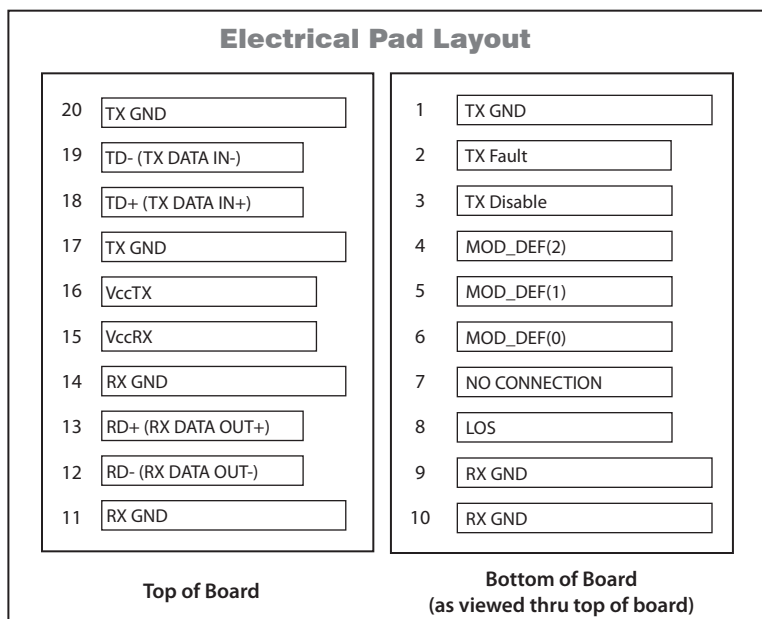 Electrical Pad Layout
20 TX GND
19 TD- (TX DATA IN-)
18 TD+ (TX DATA IN+)
17 TX GND
16 VccTX
15 VccRX
14 RX GND
13 RD+ (RX DATA OUT+)
12 RD- (RX DATA OUT-)
11 RX GND
Top of Board
1 TX GND
2 TX Fault
3 TX Disable
4 MOD_DEF(2)
5 MOD_DEF(1)
6 MOD_DEF(0)
7 NO CONNECTION
8 LOS
9 RX GND
10 RX GND
Bottom of Board
(as viewed thru top of board)